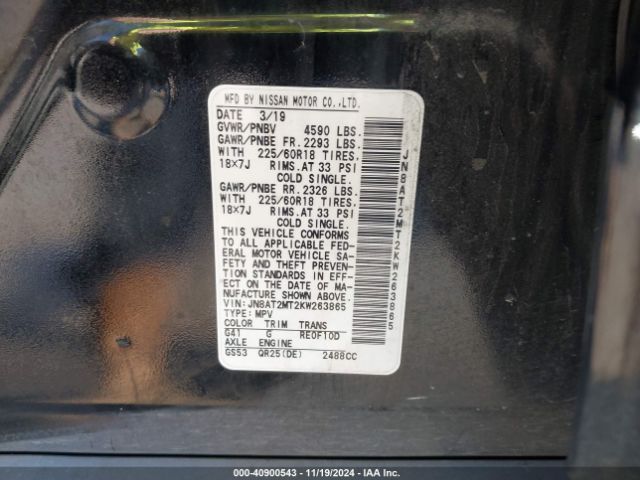 MFD BY NISSAN MOTOR CO.,LTD.
DATE 3/19
GVWR/PNBV 4590 LBS.
GAWR/PNBE FR. 2293 LBS.
WITH 225/60R18 TIRES,
18x7J RIMS.AT 33 PSI
COLD SINGLE.
GAWR/PNBE RR. 2326 LBS.
WITH 225/60R18 TIRES,
18x7J RIMS.AT 33 PSI
COLD SINGLE.
THIS VEHICLE CONFORMS
TO ALL APPLICABLE FED-
ERAL MOTOR VEHICLE SA-
FETY AND THEFT PREVEN-
TION STANDARDS IN EFF-
ECT ON THE DATE OF MA-
NUFACTURE SHOWN ABOVE.
VIN: JN8AT2MT2KW263865
TYPE: MPV
COLOR TRIM TRANS
G41 G RE0F10D
AXLE ENGINE
GS53 QR25(DE) 2488CC
JN8AT2MT2KW263865
000-40900543 - 11/19/2024 - IAA Inc.